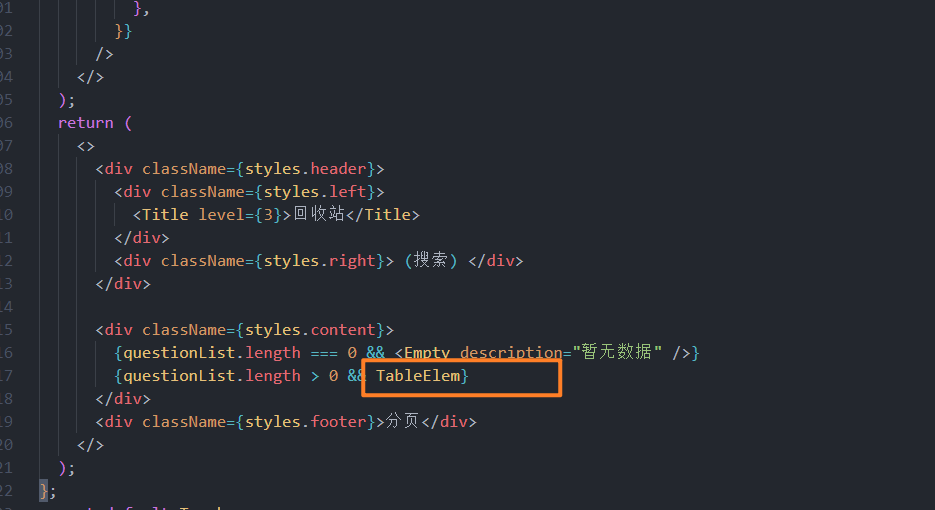 01 },
02 }}
03 />
04 </>
05 );
06 return (
07 <>
08 <div className={styles.header}>
09 <div className={styles.left}>
10 <Title level={3}>回收站</Title>
11 </div>
12 <div className={styles.right}> (搜索) </div>
13 </div>
14
15 <div className={styles.content}>
16 {questionList.length === 0 && <Empty description="暂无数据" />}
17 {questionList.length > 0 && TableElem}
18 </div>
19 <div className={styles.footer}>分页</div>
20 </>
21 );
22 };